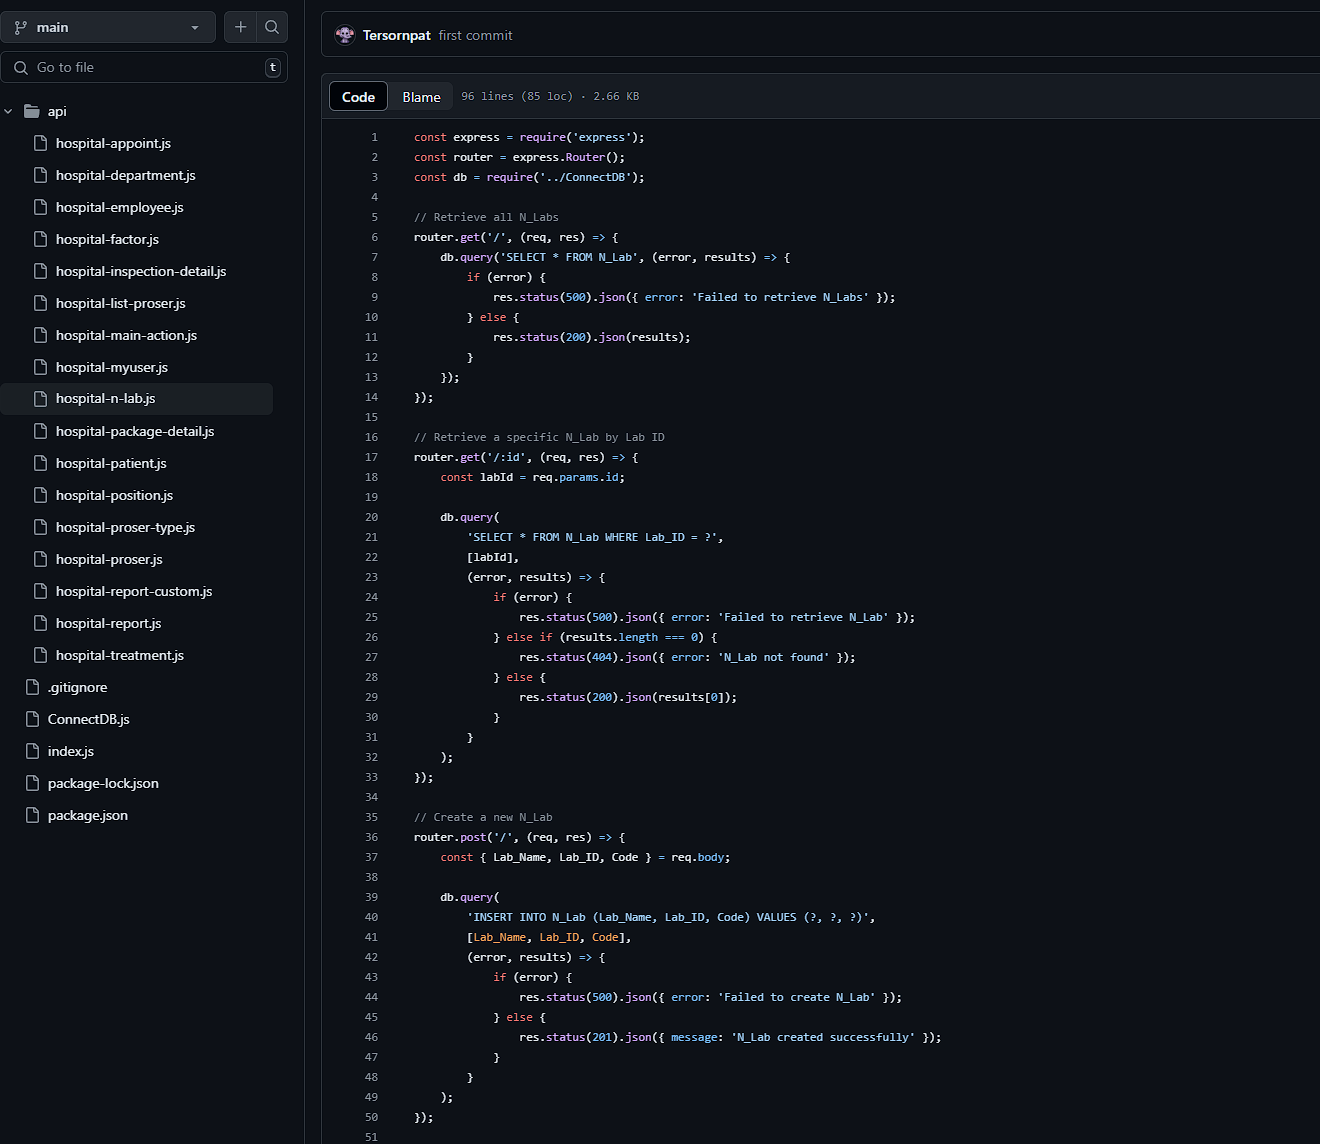 main
Go to file
t
api
hospital-appoint.js
hospital-department.js
hospital-employee.js
hospital-factor.js
hospital-inspection-detail.js
hospital-list-proser.js
hospital-main-action.js
hospital-myuser.js
hospital-n-lab.js
hospital-package-detail.js
hospital-patient.js
hospital-position.js
hospital-proser-type.js
hospital-proser.js
hospital-report-custom.js
hospital-report.js
hospital-treatment.js
.gitignore
ConnectDB.js
index.js
package-lock.json
package.json
Tersornpat first commit
Code Blame 96 lines (85 loc) · 2.66 KB
1 const express = require('express');
2 const router = express.Router();
3 const db = require('../ConnectDB');
4
5 // Retrieve all N_Labs
6 router.get('/', (req, res) => {
7     db.query('SELECT * FROM N_Lab', (error, results) => {
8         if (error) {
9             res.status(500).json({ error: 'Failed to retrieve N_Labs' });
10         } else {
11             res.status(200).json(results);
12         }
13     });
14 });
15
16 // Retrieve a specific N_Lab by Lab ID
17 router.get('/:id', (req, res) => {
18     const labId = req.params.id;
19
20     db.query(
21         'SELECT * FROM N_Lab WHERE Lab_ID = ?',
22         [labId],
23         (error, results) => {
24             if (error) {
25                 res.status(500).json({ error: 'Failed to retrieve N_Lab' });
26             } else if (results.length === 0) {
27                 res.status(404).json({ error: 'N_Lab not found' });
28             } else {
29                 res.status(200).json(results[0]);
30             }
31         }
32     );
33 });
34
35 // Create a new N_Lab
36 router.post('/', (req, res) => {
37     const { Lab_Name, Lab_ID, Code } = req.body;
38
39     db.query(
40         'INSERT INTO N_Lab (Lab_Name, Lab_ID, Code) VALUES (?, ?, ?)',
41         [Lab_Name, Lab_ID, Code],
42         (error, results) => {
43             if (error) {
44                 res.status(500).json({ error: 'Failed to create N_Lab' });
45             } else {
46                 res.status(201).json({ message: 'N_Lab created successfully' });
47             }
48         }
49     );
50 });
51